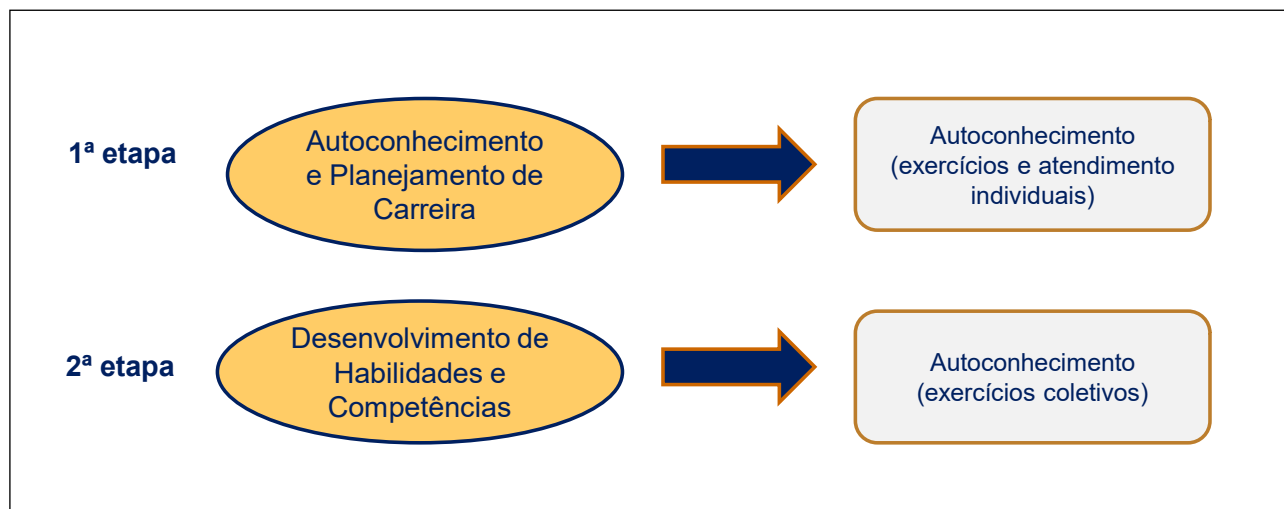 1ª etapa
Autoconhecimento
e Planejamento de
Carreira
Autoconhecimento
(exercícios e atendimento
individuais)
2ª etapa
Desenvolvimento de
Habilidades e
Competências
Autoconhecimento
(exercícios coletivos)